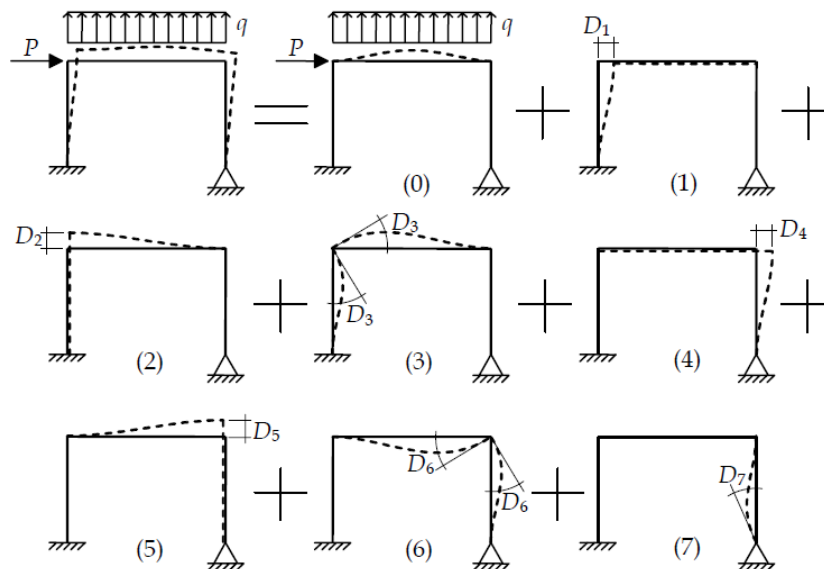 q q
P P D₁
(0) (1)
D₂ D₃ D₄
D₃
(2) (3) (4)
D₅ D₆ D₇
D₆
(5) (6) (7)